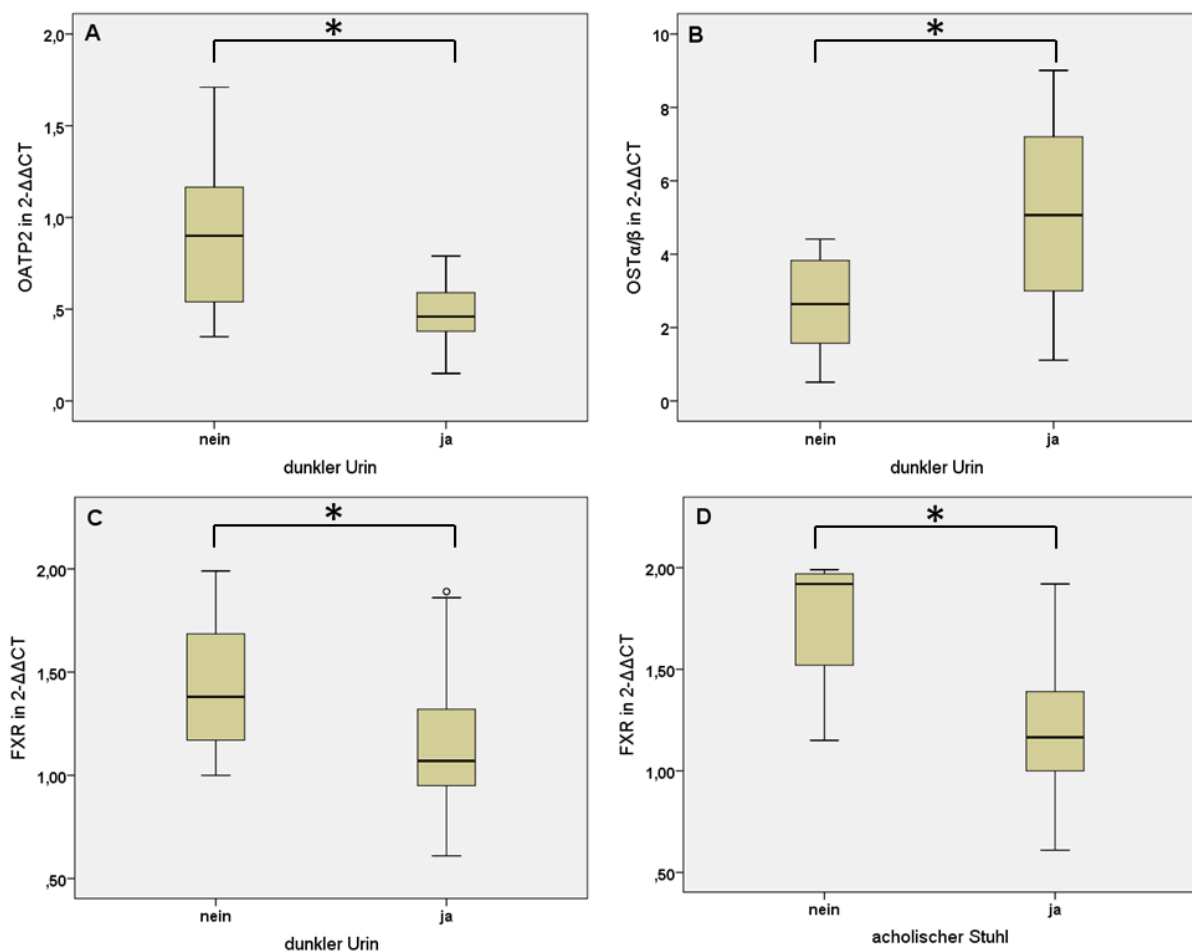 A
*
2,0
1,5
1,0
,5
,0
OATP2 in 2-ΔΔCT
nein
ja
dunkler Urin
B
*
10
8
6
4
2
0
OSTα/β in 2-ΔΔCT
nein
ja
dunkler Urin
C
*
2,00
1,50
1,00
,50
FXR in 2-ΔΔCT
nein
ja
dunkler Urin
D
*
2,00
1,50
1,00
,50
FXR in 2-ΔΔCT
nein
ja
acholischer Stuhl